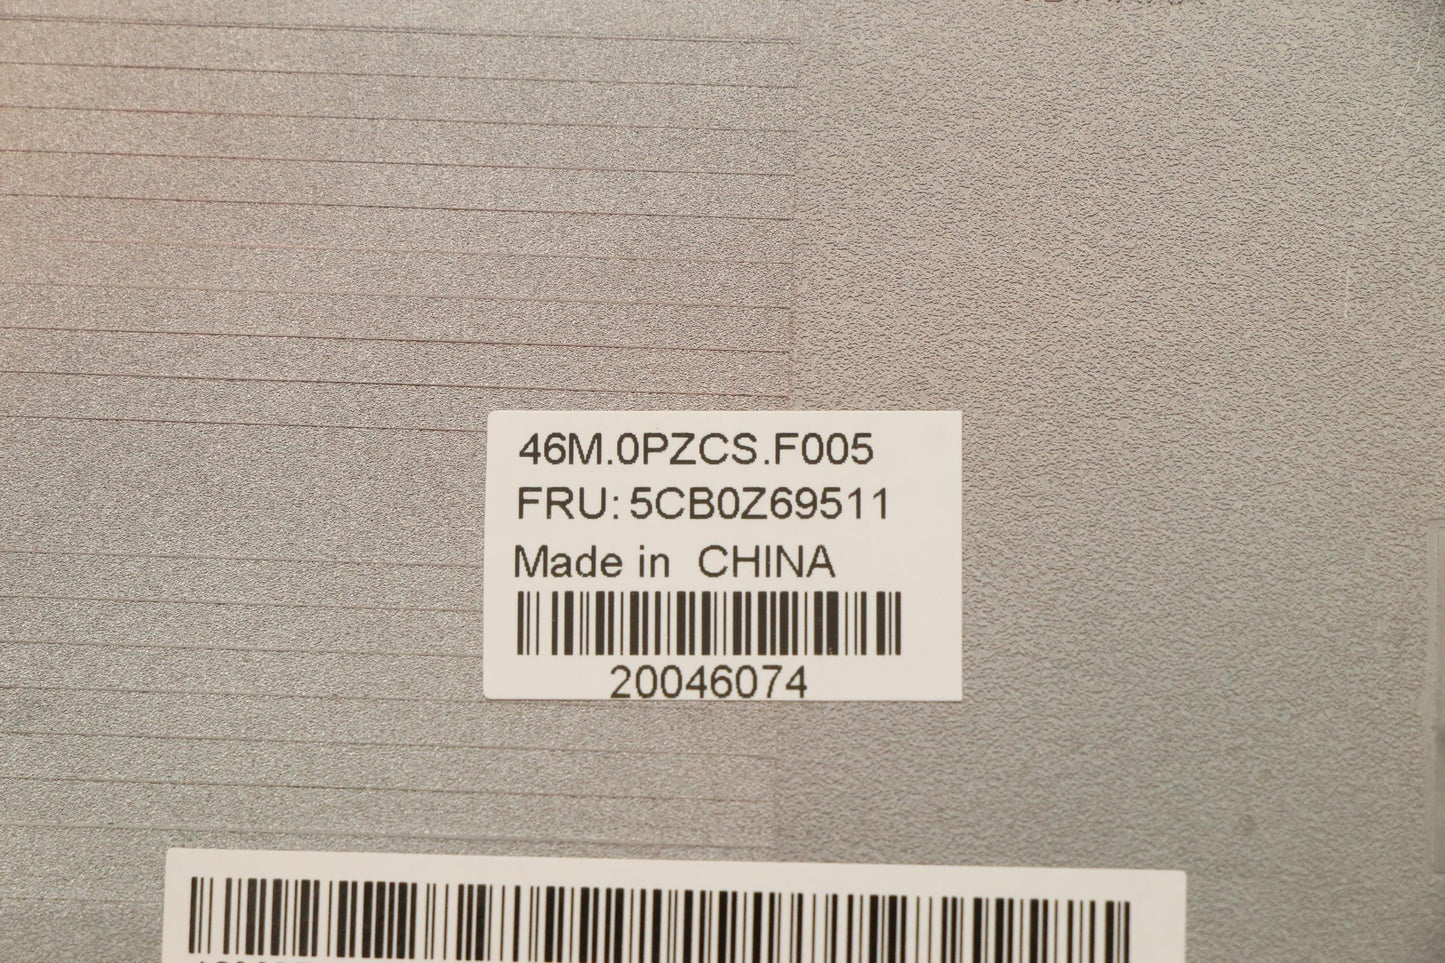 46M.0PZCS.F005
FRU: 5CB0Z69511
Made in CHINA
20046074